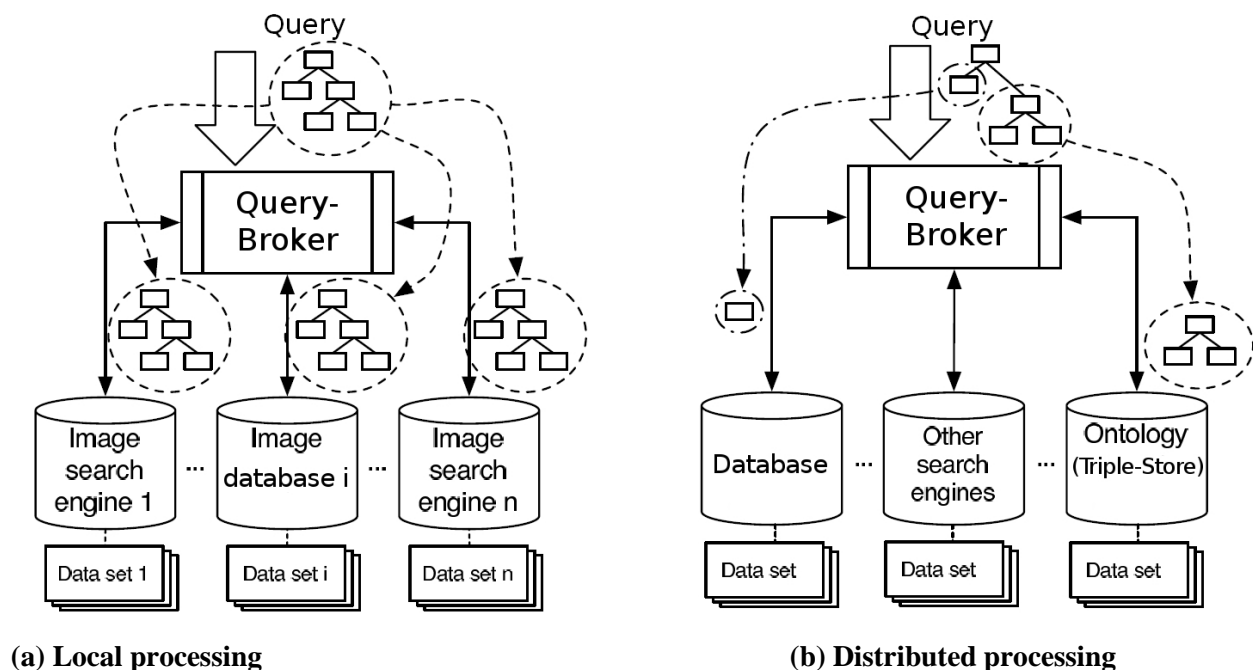 Query
Query-
Broker
Image
search
engine 1
...
Image
database i
...
Image
search
engine n
Data set 1
Data set i
Data set n
(a) Local processing
Query
Query-
Broker
Database
...
Other
search
engines
...
Ontology
(Triple-Store)
Data set
Data set
Data set
(b) Distributed processing